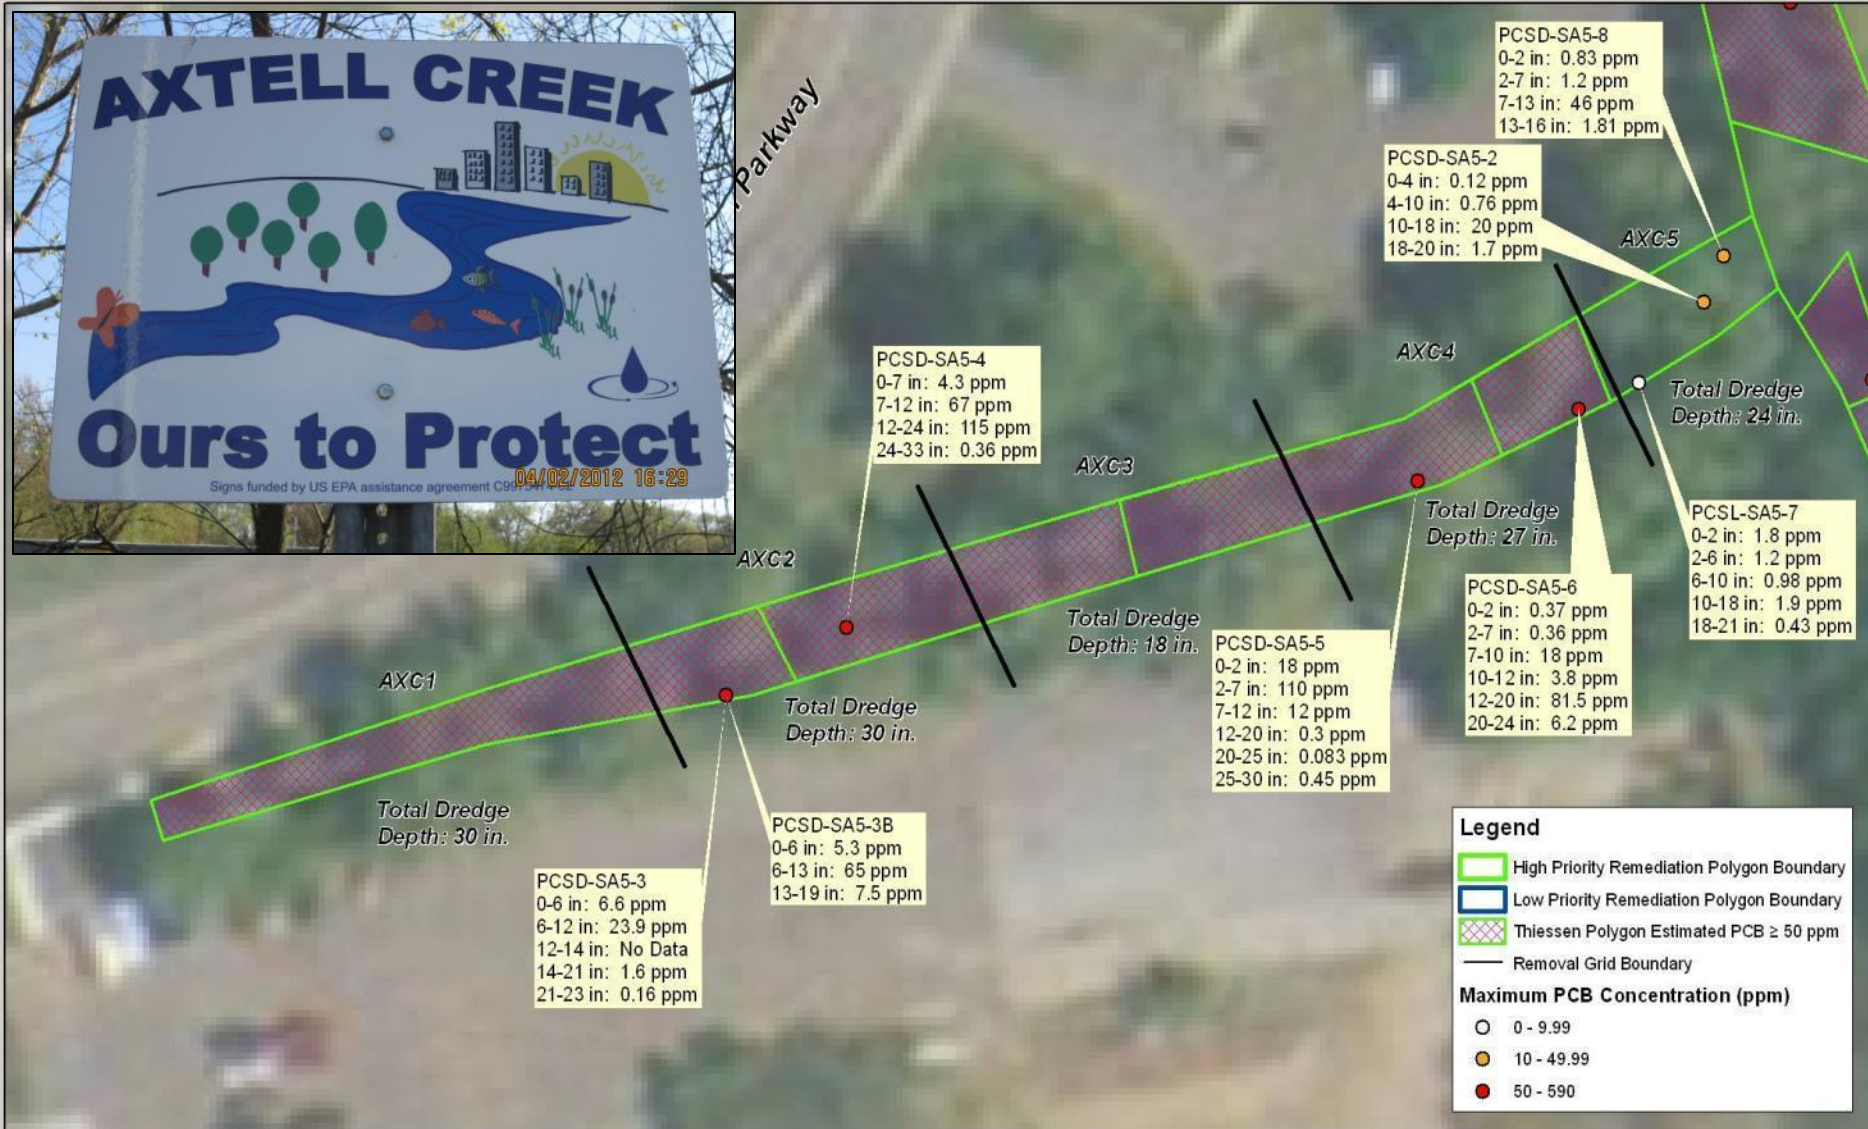 AXTELL CREEK
Ours to Protect
04/02/2012 16:29
Signs funded by US EPA assistance agreement
Parkway
PCSD-SA5-8
0-2 in: 0.83 ppm
2-7 in: 1.2 ppm
7-13 in: 46 ppm
13-16 in: 1.81 ppm
PCSD-SA5-2
0-4 in: 0.12 ppm
4-10 in: 0.76 ppm
10-18 in: 20 ppm
18-20 in: 1.7 ppm
AXC5
AXC4
Total Dredge
Depth: 24 in.
PCSD-SA5-4
0-7 in: 4.3 ppm
7-12 in: 67 ppm
12-24 in: 115 ppm
24-33 in: 0.36 ppm
AXC3
Total Dredge
Depth: 27 in.
PCSL-SA5-7
0-2 in: 1.8 ppm
2-6 in: 1.2 ppm
6-10 in: 0.98 ppm
10-18 in: 1.9 ppm
18-21 in: 0.43 ppm
AXC2
PCSD-SA5-6
0-2 in: 0.37 ppm
2-7 in: 0.36 ppm
7-10 in: 18 ppm
10-12 in: 3.8 ppm
12-20 in: 81.5 ppm
20-24 in: 6.2 ppm
Total Dredge
Depth: 18 in.
PCSD-SA5-5
0-2 in: 18 ppm
2-7 in: 110 ppm
7-12 in: 12 ppm
12-20 in: 0.3 ppm
20-25 in: 0.083 ppm
25-30 in: 0.45 ppm
AXC1
Total Dredge
Depth: 30 in.
Total Dredge
Depth: 30 in.
PCSD-SA5-3B
0-6 in: 5.3 ppm
6-13 in: 65 ppm
13-19 in: 7.5 ppm
PCSD-SA5-3
0-6 in: 6.6 ppm
6-12 in: 23.9 ppm
12-14 in: No Data
14-21 in: 1.6 ppm
21-23 in: 0.16 ppm
Legend
High Priority Remediation Polygon Boundary
Low Priority Remediation Polygon Boundary
Thiessen Polygon Estimated PCB ≥ 50 ppm
Removal Grid Boundary
Maximum PCB Concentration (ppm)
0 - 9.99
10 - 49.99
50 - 590